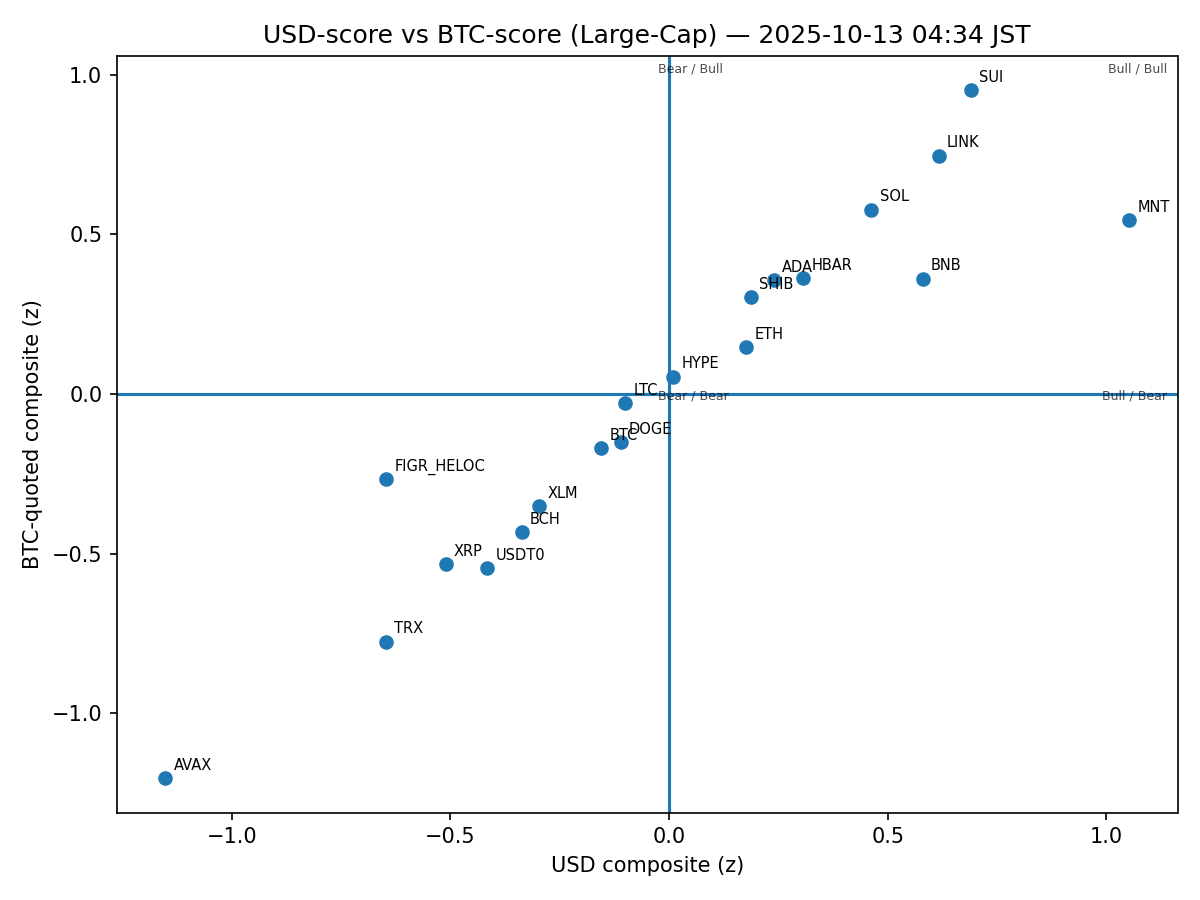 USD-score vs BTC-score (Large-Cap) — 2025-10-13 04:34 JST
Bear / Bull
Bull / Bull
SUI
LINK
SOL
MNT
ADA
HBAR
BNB
SHIB
ETH
HYPE
LTC
Bear / Bear
Bull / Bear
DOGE
BTC
FIGR_HELOC
XLM
BCH
XRP
USDT0
TRX
AVAX
1.0
0.5
0.0
−0.5
−1.0
BTC-quoted composite (z)
−1.0
−0.5
0.0
0.5
1.0
USD composite (z)